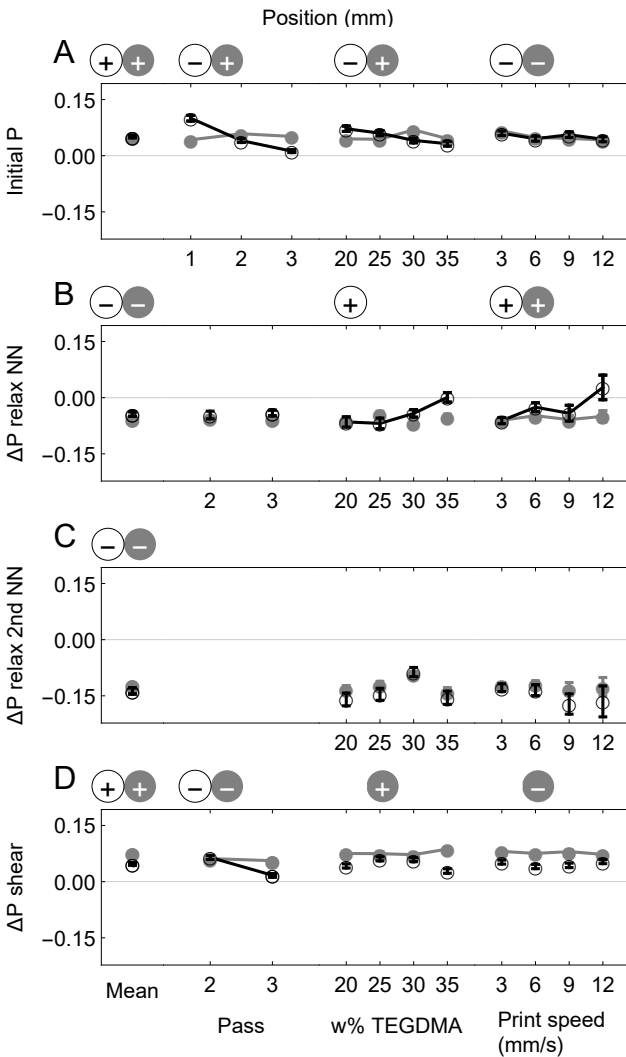 Position (mm)
A
+ + − + − + − −
Initial P
0.15
0.00
−0.15
1 2 3 20 25 30 35 3 6 9 12
B
− − + + +
ΔP relax NN
0.15
0.00
−0.15
2 3 20 25 30 35 3 6 9 12
C
− −
ΔP relax 2nd NN
0.15
0.00
−0.15
20 25 30 35 3 6 9 12
D
+ + − − + −
ΔP shear
0.15
0.00
−0.15
Mean 2 3 20 25 30 35 3 6 9 12
Pass w% TEGDMA Print speed
(mm/s)